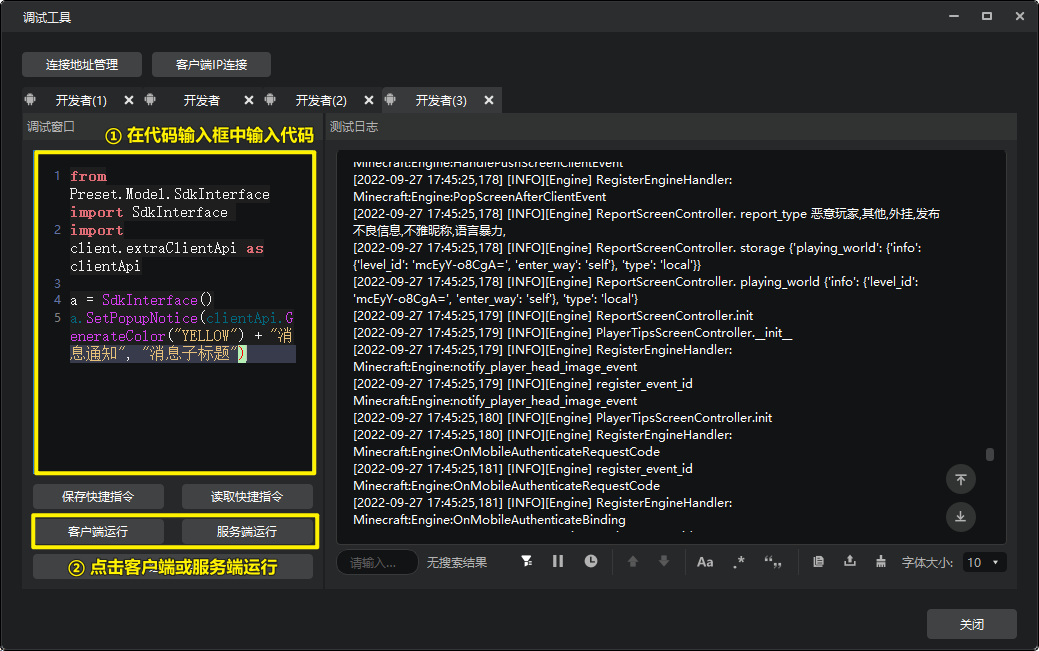 调试工具
连接地址管理
客户端IP连接
开发者(1)
开发者
开发者(2)
开发者(3)
调试窗口
① 在代码输入框中输入代码
测试日志
1 from
Preset.Model.SdkInterface
import SdkInterface
2 import
client.extraClientApi as
clientApi
3
4 a = SdkInterface()
5 a.SetPopupNotice(clientApi.G
enerateColor("YELLOW") + "消
息通知", "消息子标题")
保存快捷指令
读取快捷指令
客户端运行
服务端运行
② 点击客户端或服务端运行
Minecraft:Engine:HandlePushScreenClientEvent
[2022-09-27 17:45:25,178] [INFO][Engine] RegisterEngineHandler:
Minecraft:Engine:PopScreenAfterClientEvent
[2022-09-27 17:45:25,178] [INFO][Engine] ReportScreenController. report_type 恶意玩家,其他,外挂,发布
不良信息,不雅昵称,语言暴力,
[2022-09-27 17:45:25,178] [INFO][Engine] ReportScreenController. storage {'playing_world': {'info':
{'level_id': 'mcEyY-o8CgA=', 'enter_way': 'self'}, 'type': 'local'}}
[2022-09-27 17:45:25,178] [INFO][Engine] ReportScreenController. playing_world {'info': {'level_id':
'mcEyY-o8CgA=', 'enter_way': 'self'}, 'type': 'local'}
[2022-09-27 17:45:25,179] [INFO][Engine] ReportScreenController.init
[2022-09-27 17:45:25,179] [INFO][Engine] PlayerTipsScreenController.__init__
[2022-09-27 17:45:25,179] [INFO][Engine] RegisterEngineHandler:
Minecraft:Engine:notify_player_head_image_event
[2022-09-27 17:45:25,179] [INFO][Engine] register_event_id
Minecraft:Engine:notify_player_head_image_event
[2022-09-27 17:45:25,180] [INFO][Engine] PlayerTipsScreenController.init
[2022-09-27 17:45:25,180] [INFO][Engine] RegisterEngineHandler:
Minecraft:Engine:OnMobileAuthenticateRequestCode
[2022-09-27 17:45:25,181] [INFO][Engine] register_event_id
Minecraft:Engine:OnMobileAuthenticateRequestCode
[2022-09-27 17:45:25,181] [INFO][Engine] RegisterEngineHandler:
Minecraft:Engine:OnMobileAuthenticateBinding
请输入...
无搜索结果
Aa
.*
字体大小:
10
关闭